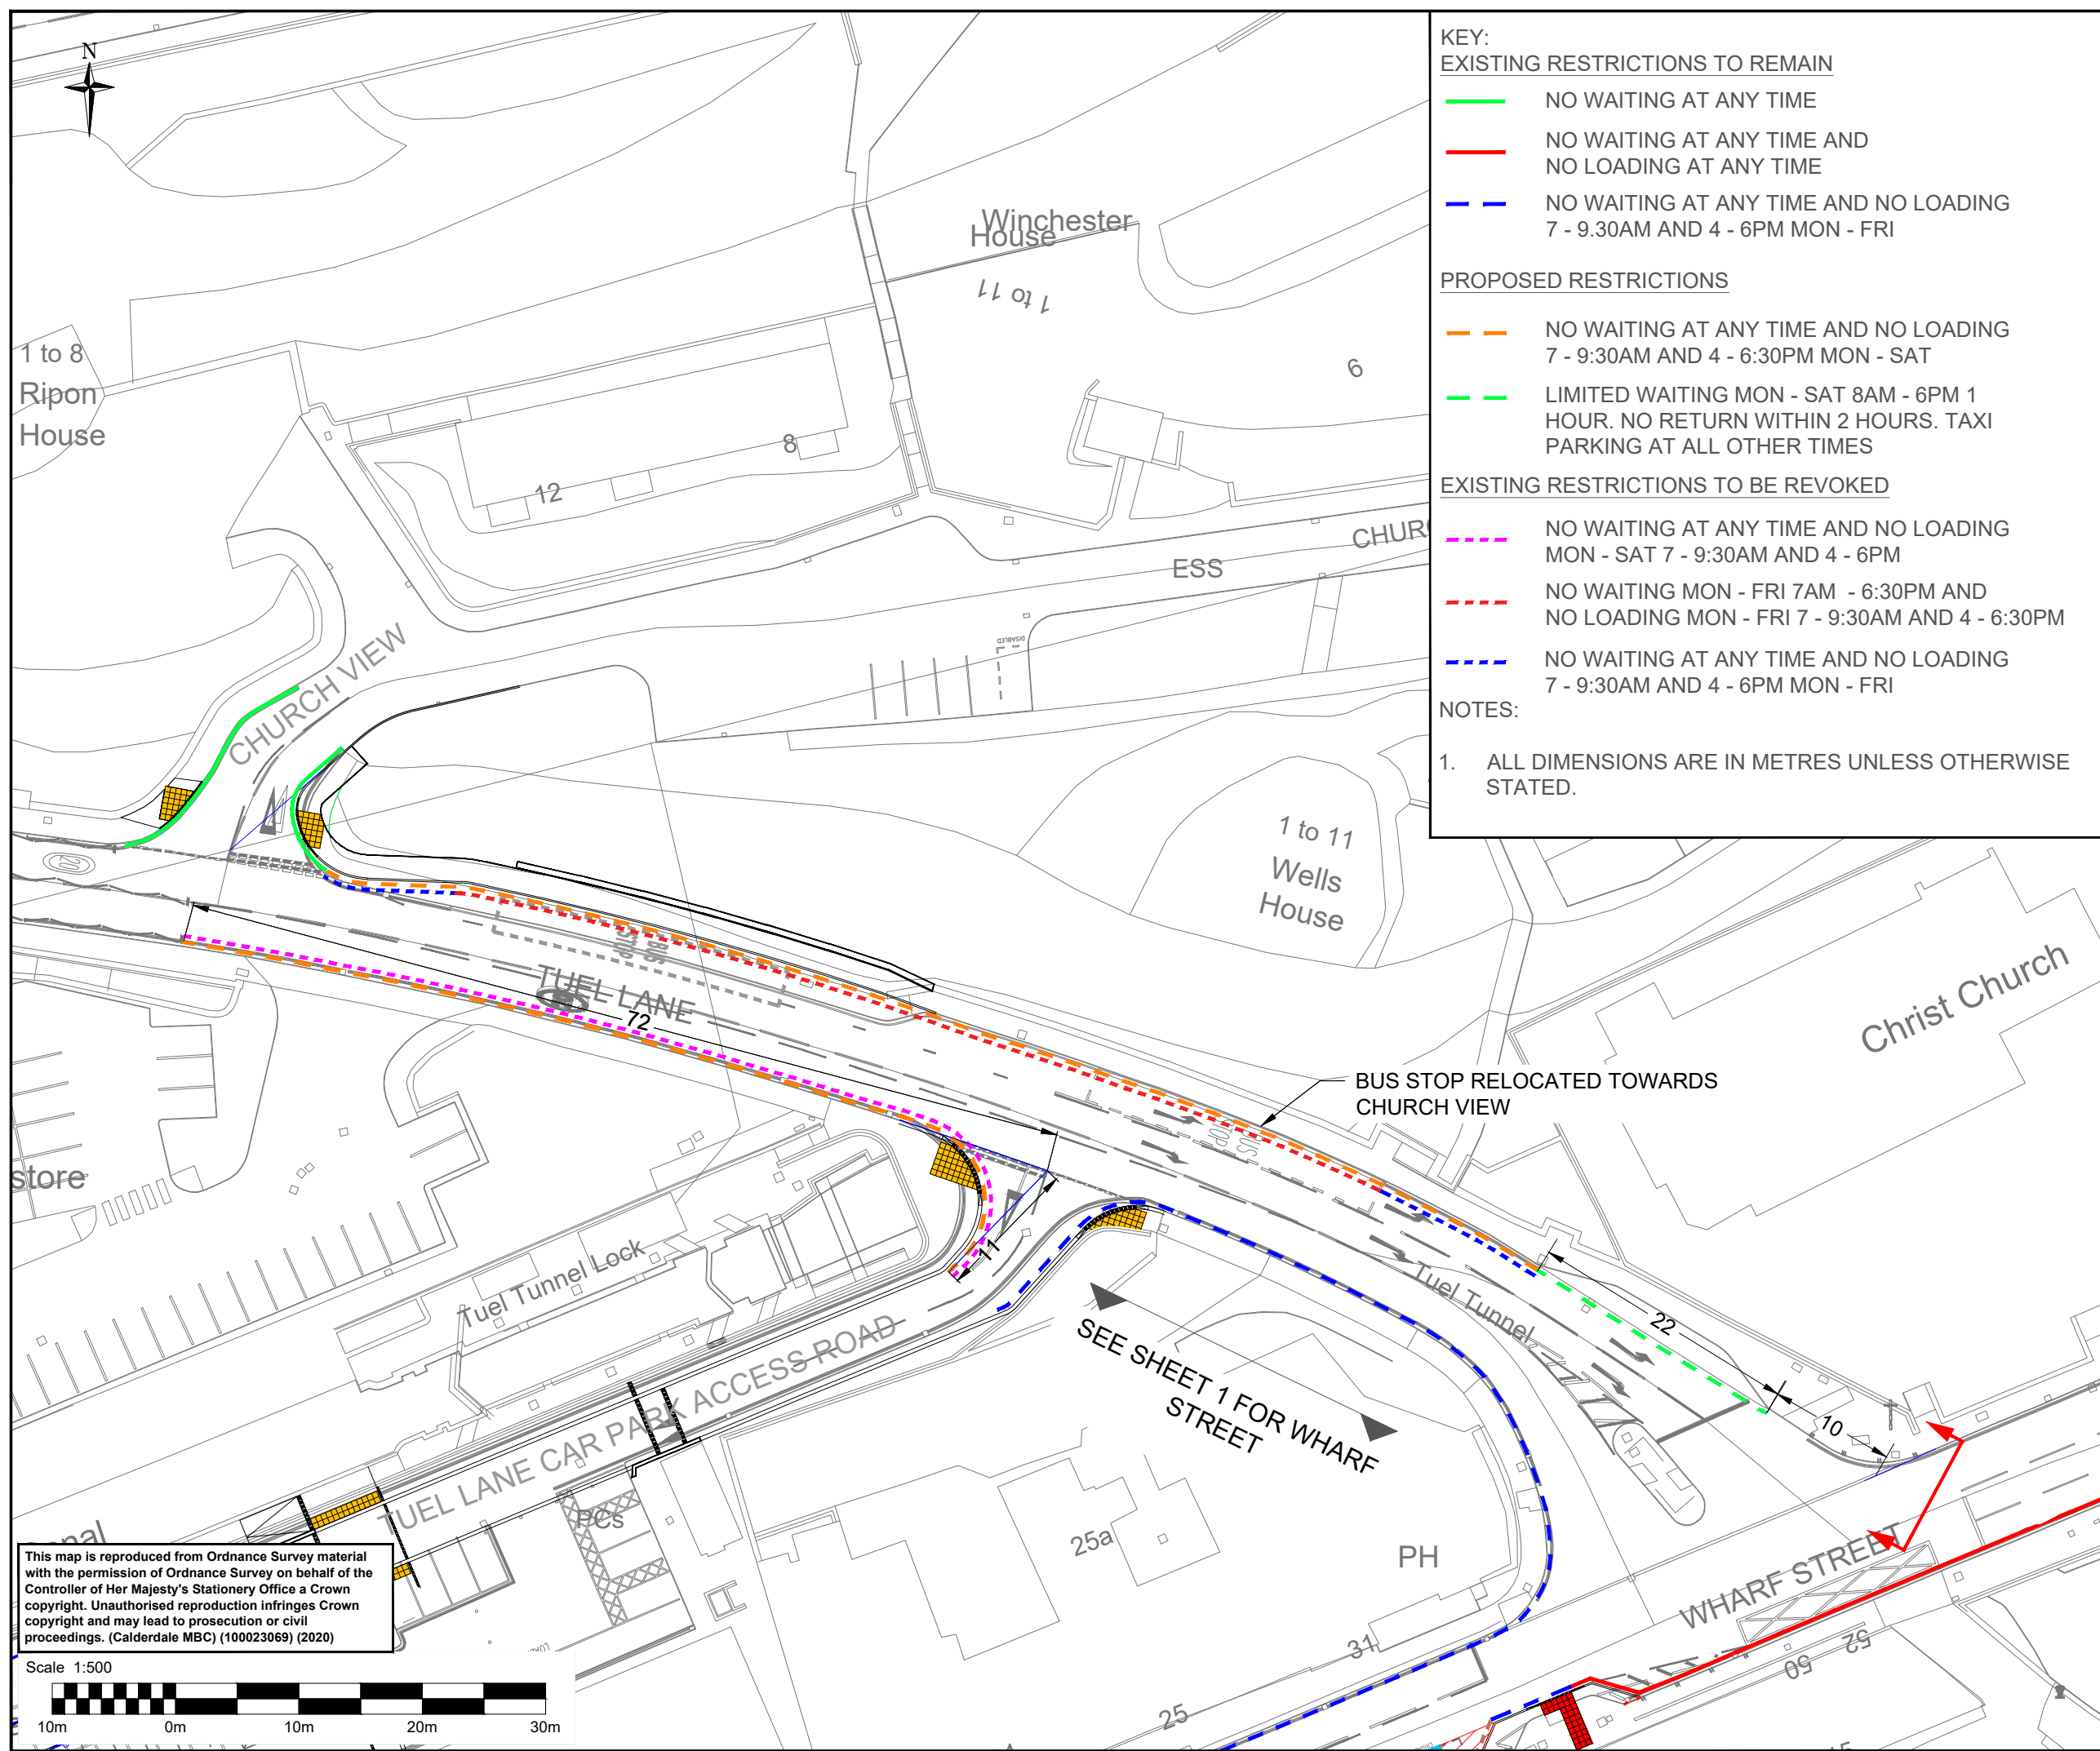 N
KEY:
EXISTING RESTRICTIONS TO REMAIN
NO WAITING AT ANY TIME
NO WAITING AT ANY TIME AND
NO LOADING AT ANY TIME
NO WAITING AT ANY TIME AND NO LOADING
7 - 9.30AM AND 4 - 6PM MON - FRI
PROPOSED RESTRICTIONS
NO WAITING AT ANY TIME AND NO LOADING
7 - 9:30AM AND 4 - 6:30PM MON - SAT
LIMITED WAITING MON - SAT 8AM - 6PM 1
HOUR. NO RETURN WITHIN 2 HOURS. TAXI
PARKING AT ALL OTHER TIMES
EXISTING RESTRICTIONS TO BE REVOKED
NO WAITING AT ANY TIME AND NO LOADING
MON - SAT 7 - 9:30AM AND 4 - 6PM
NO WAITING MON - FRI 7AM - 6:30PM AND
NO LOADING MON - FRI 7 - 9:30AM AND 4 - 6:30PM
NO WAITING AT ANY TIME AND NO LOADING
7 - 9:30AM AND 4 - 6PM MON - FRI
NOTES:
1. ALL DIMENSIONS ARE IN METRES UNLESS OTHERWISE
STATED.
Winchester
House
1 to 11
1 to 8
Ripon
House
6
8
12
CHUR
ESS
DISABLED
CHURCH VIEW
20
1 to 11
Wells
House
Christ Church
BUS
STOP
TUEL LANE
72
BUS STOP RELOCATED TOWARDS
CHURCH VIEW
store
11
Tuel Tunnel Lock
Tuel Tunnel
22
10
SEE SHEET 1 FOR WHARF
STREET
TUEL LANE CAR PARK ACCESS ROAD
PCs
25a
PH
WHARF STREET
31
25
50
52
This map is reproduced from Ordnance Survey material
with the permission of Ordnance Survey on behalf of the
Controller of Her Majesty's Stationery Office a Crown
copyright. Unauthorised reproduction infringes Crown
copyright and may lead to prosecution or civil
proceedings. (Calderdale MBC) (100023069) (2020)
Scale 1:500
10m 0m 10m 20m 30m